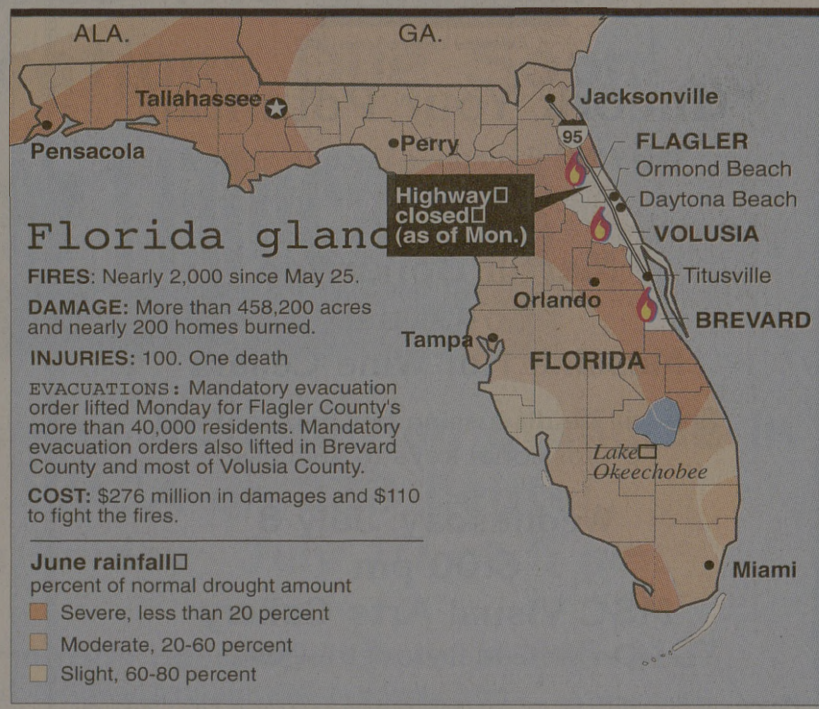 ALA.
GA.
Tallahassee
Jacksonville
Pensacola
Perry
95
FLAGLER
Ormond Beach
Daytona Beach
Highway□
closed□
(as of Mon.)
VOLUSIA
Titusville
Orlando
BREVARD
Tampa
FLORIDA
Lake□
Okeechobee
Miami
Florida glanc
FIRES: Nearly 2,000 since May 25.
DAMAGE: More than 458,200 acres
and nearly 200 homes burned.
INJURIES: 100. One death
EVACUATIONS: Mandatory evacuation
order lifted Monday for Flagler County's
more than 40,000 residents. Mandatory
evacuation orders also lifted in Brevard
County and most of Volusia County.
COST: $276 million in damages and $110
to fight the fires.
June rainfall□
percent of normal drought amount
Severe, less than 20 percent
Moderate, 20-60 percent
Slight, 60-80 percent